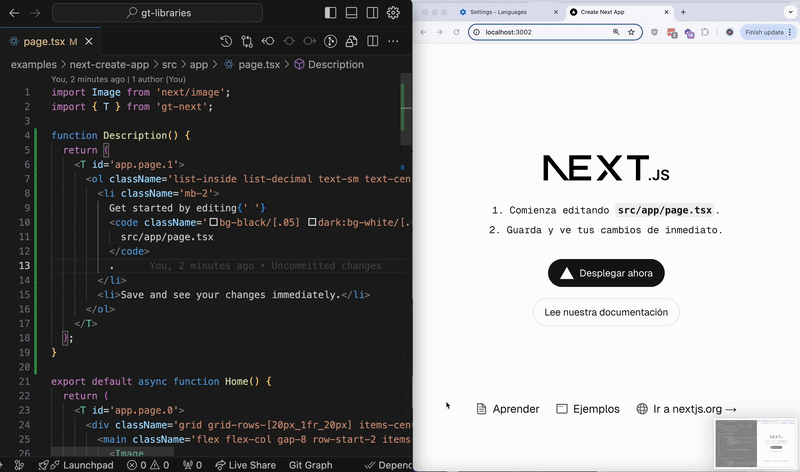 gt-libraries
page.tsx M
examples > next-create-app > src > app > page.tsx > Description
You, 2 minutes ago | 1 author (You)
1 import Image from 'next/image';
2 import { T } from 'gt-next';
3
4 function Description() {
5 return (
6 <T id='app.page.1'>
7 <ol className='list-inside list-decimal text-sm text-cen
8 <li className='mb-2'>
9 Get started by editing{' '}
10 <code className='bg-black/[.05] dark:bg-white/[.
11 src/app/page.tsx
12 </code>
13 . You, 2 minutes ago • Uncommitted changes
14 </li>
15 <li>Save and see your changes immediately.</li>
16 </ol>
17 </T>
18 );
19 }
20
21 export default async function Home() {
22 return (
23 <T id='app.page.0'>
24 <div className='grid grid-rows-[20px_1fr_20px] items-cen
25 <main className='flex flex-col gap-8 row-start-2 items
26 <Image
Launchpad 0 0 0 Live Share Git Graph Depend
Settings - Languages
Create Next App
localhost:3002
Finish update
NEXT.JS
1. Comienza editando src/app/page.tsx.
2. Guarda y ve tus cambios de inmediato.
Desplegar ahora
Lee nuestra documentación
Aprender
Ejemplos
Ir a nextjs.org →